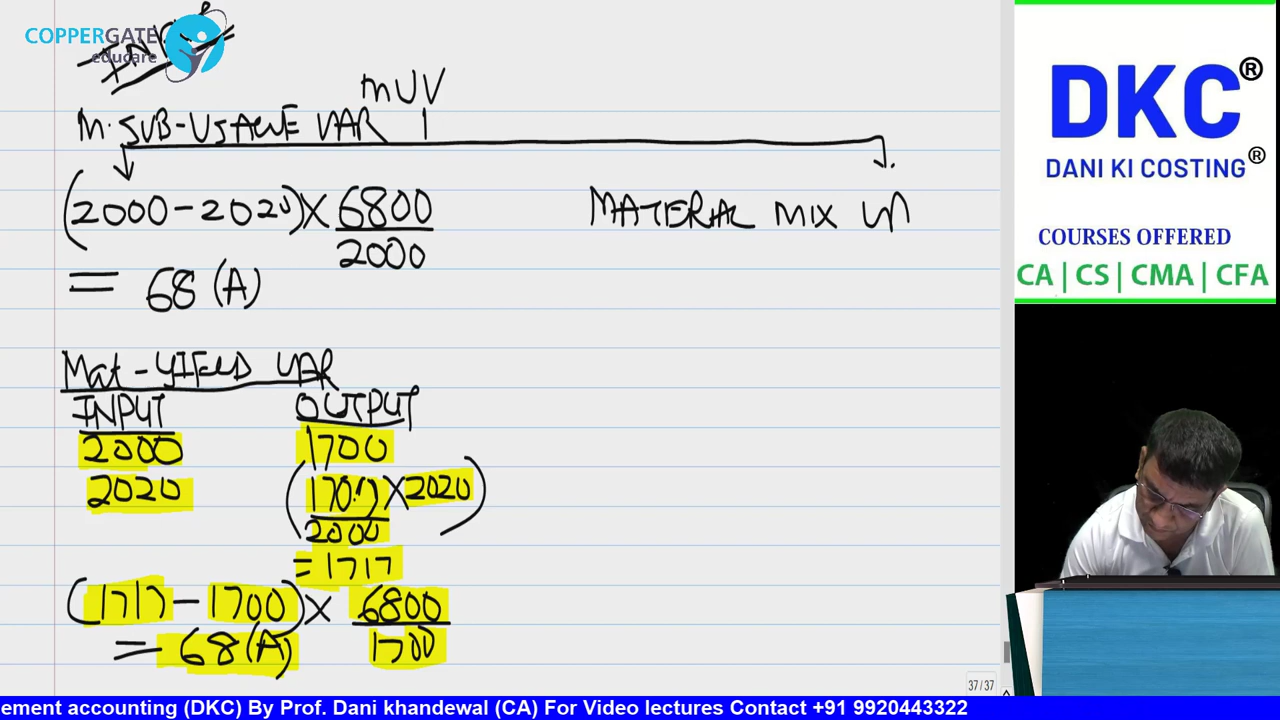 COPPERGATE
educare
MUV
M. SUB-USAGE VAR
(2000-2020) X 6800
2000
= 68 (A)
MATERIAL MIX
Mat-YIELD VAR
INPUT OUTPUT
2000 1700
2020 (1700 X 2020)
2000
= 1717
(1717 - 1700) X 6800
1700
= 68 (A)
DKC®
DANI KI COSTING®
COURSES OFFERED
CA | CS | CMA | CFA
37/37
ement accounting (DKC) By Prof. Dani khandewal (CA) For Video lectures Contact +91 9920443322